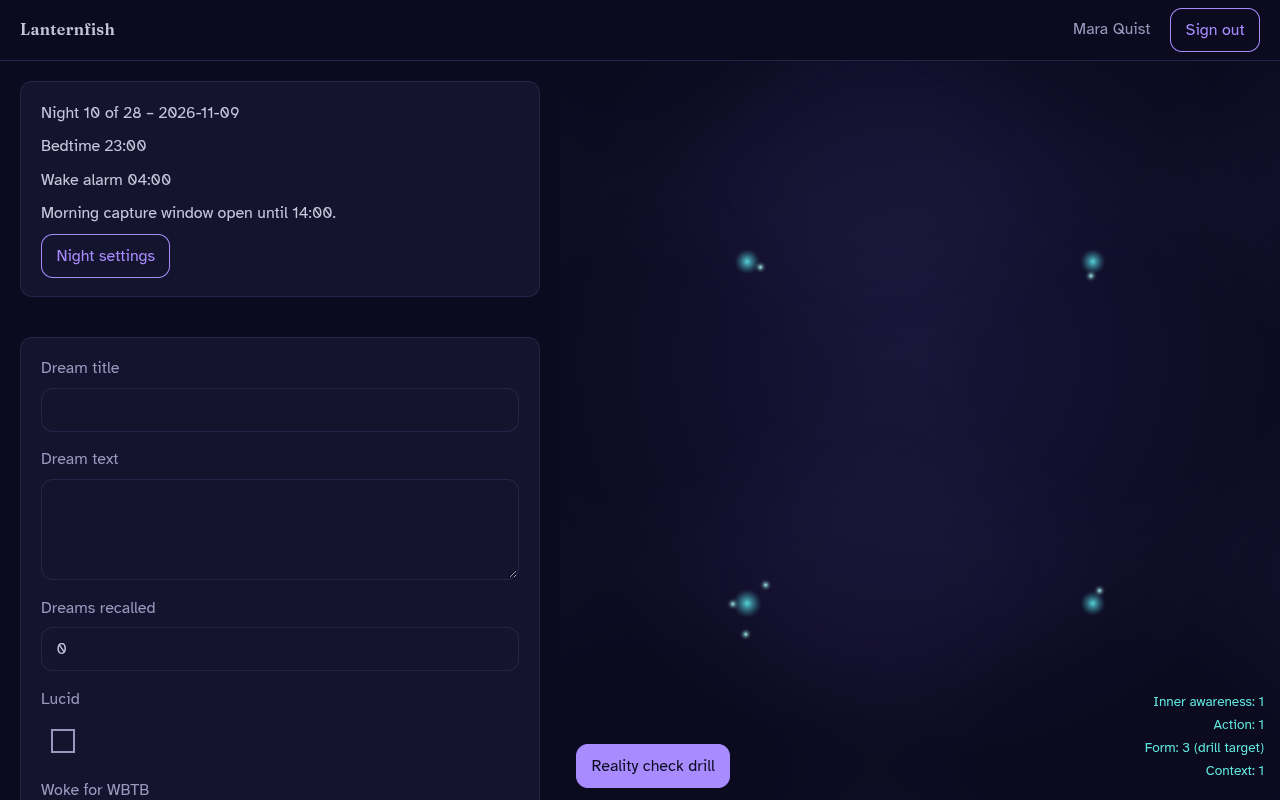 Lanternfish
Mara Quist
Sign out
Night 10 of 28 – 2026-11-09
Bedtime 23:00
Wake alarm 04:00
Morning capture window open until 14:00.
Night settings
Dream title
Dream text
Dreams recalled
0
Lucid
Woke for WBTB
Reality check drill
Inner awareness: 1
Action: 1
Form: 3 (drill target)
Context: 1